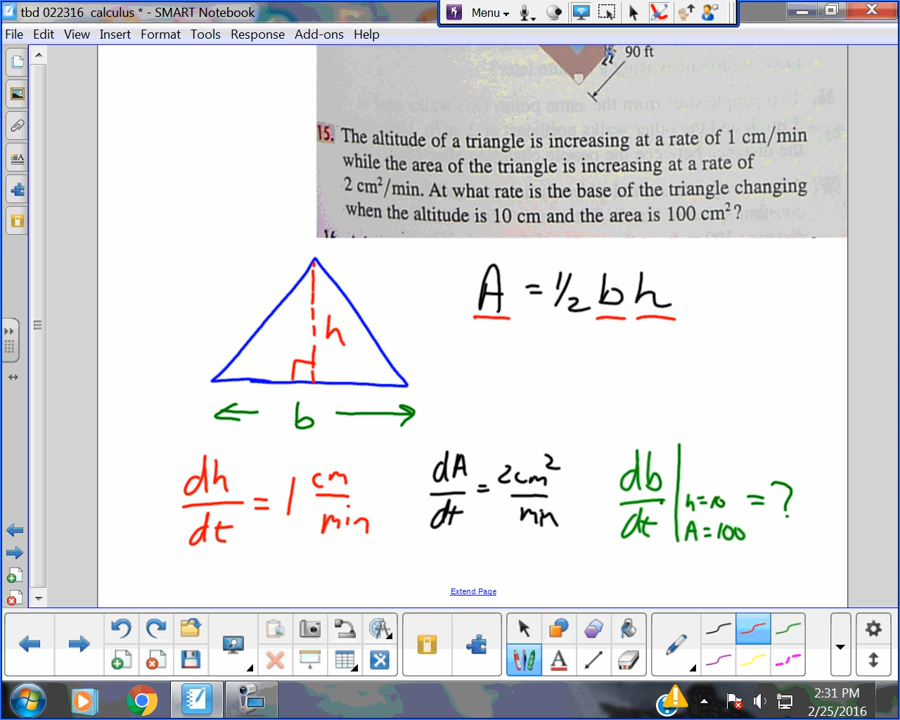 tbd 022316 calculus * - SMART Notebook
Menu
File Edit View Insert Format Tools Response Add-ons Help
90 ft
15. The altitude of a triangle is increasing at a rate of 1 cm/min
while the area of the triangle is increasing at a rate of
2 cm²/min. At what rate is the base of the triangle changing
when the altitude is 10 cm and the area is 100 cm²?
A = ½ b h
h
b
dh/dt = 1 cm/min
dA/dt = 2cm²/min
db/dt | h=10 A=100 = ?
Extend Page
2:31 PM
2/25/2016